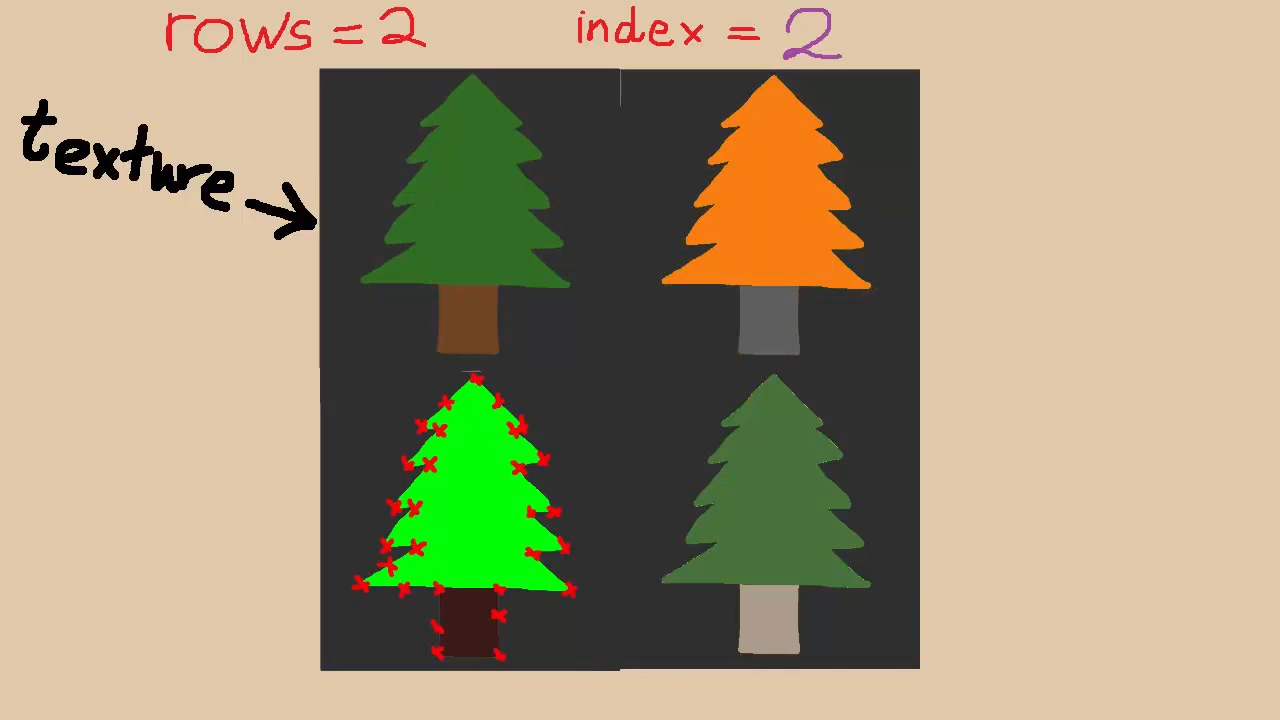 rows = 2
index = 2
texture →